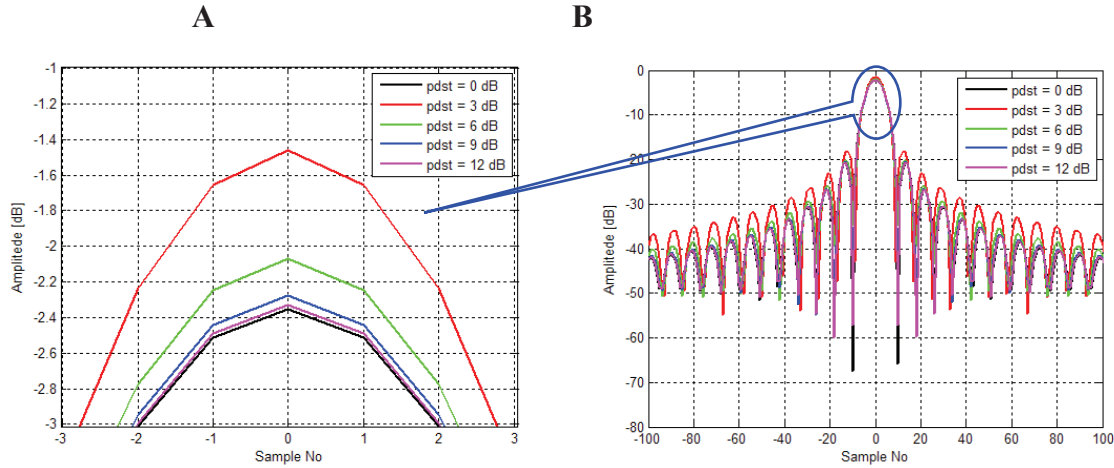 A
B
-1
-1.2
-1.4
-1.6
-1.8
-2
-2.2
-2.4
-2.6
-2.8
-3
Amplitede [dB]
-3 -2 -1 0 1 2 3
Sample No
pdst = 0 dB
pdst = 3 dB
pdst = 6 dB
pdst = 9 dB
pdst = 12 dB
0
-10
-20
-30
-40
-50
-60
-70
-80
Amplitede [dB]
-100 -80 -60 -40 -20 0 20 40 60 80 100
Sample No
pdst = 0 dB
pdst = 3 dB
pdst = 6 dB
pdst = 9 dB
pdst = 12 dB